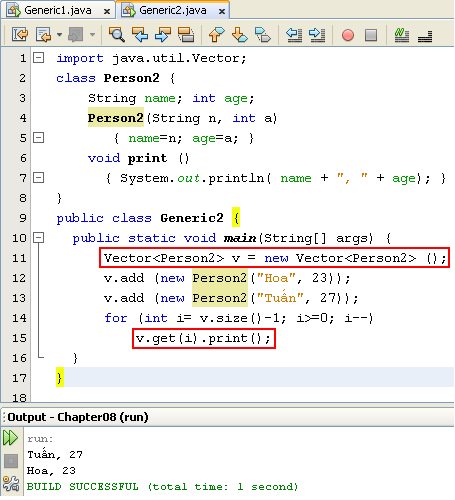 Generic1.java Generic2.java
1 import java.util.Vector;
2 class Person2 {
3 String name; int age;
4 Person2(String n, int a)
5 { name=n; age=a; }
6 void print ()
7 { System.out.println( name + ", " + age); }
8 }
9 public class Generic2 {
10 public static void main(String[] args) {
11 Vector<Person2> v = new Vector<Person2> ();
12 v.add (new Person2("Hoa", 23));
13 v.add (new Person2("Tuấn", 27));
14 for (int i= v.size()-1; i>=0; i--)
15 v.get(i).print();
16 }
17 }
18
Output - Chapter08 (run)
run:
Tuấn, 27
Hoa, 23
BUILD SUCCESSFUL (total time: 1 second)